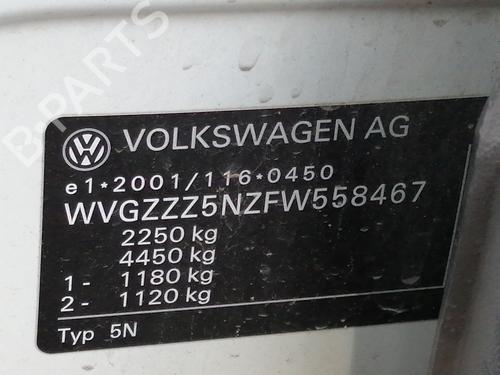 VOLKSWAGEN AG
e1*2001/116*0450
WVGZZZ5NZFW558467
2250 kg
4450 kg
1- 1180 kg
2- 1120 kg
Typ 5N
B-PARTS